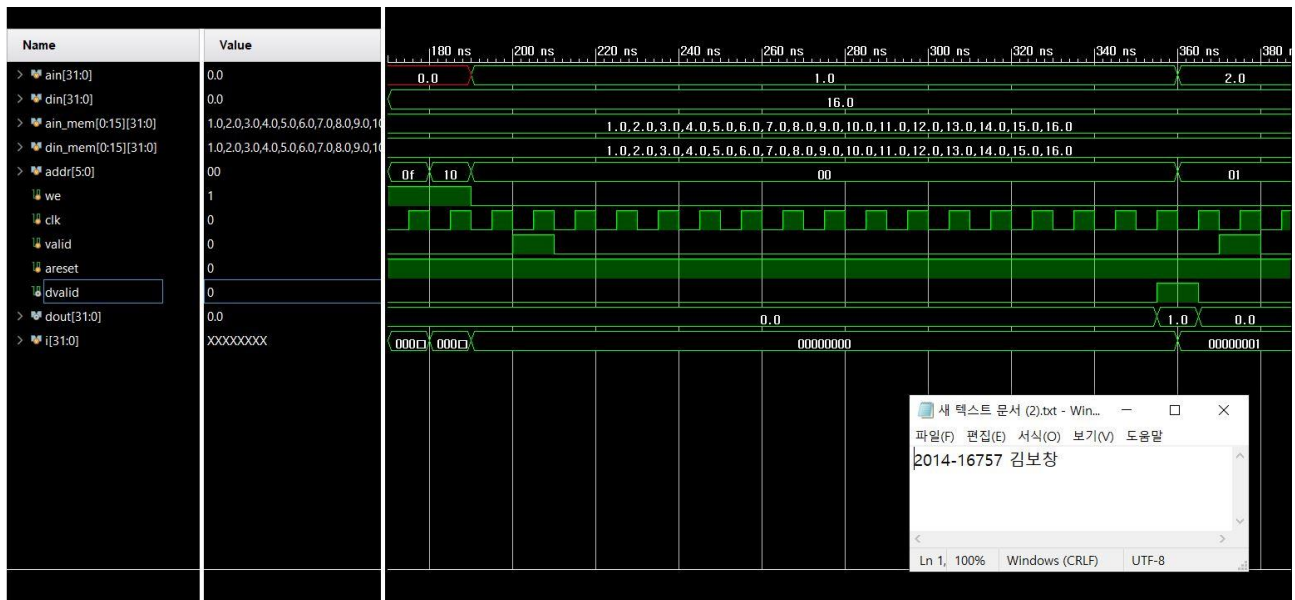 Name
Value
180 ns
200 ns
220 ns
240 ns
260 ns
280 ns
300 ns
320 ns
340 ns
360 ns
380 n
ain[31:0]
0.0
0.0
1.0
2.0
din[31:0]
0.0
16.0
ain_mem[0:15][31:0]
1.0,2.0,3.0,4.0,5.0,6.0,7.0,8.0,9.0,10
1.0,2.0,3.0,4.0,5.0,6.0,7.0,8.0,9.0,10.0,11.0,12.0,13.0,14.0,15.0,16.0
din_mem[0:15][31:0]
1.0,2.0,3.0,4.0,5.0,6.0,7.0,8.0,9.0,10
1.0,2.0,3.0,4.0,5.0,6.0,7.0,8.0,9.0,10.0,11.0,12.0,13.0,14.0,15.0,16.0
addr[5:0]
00
0f
10
00
01
we
1
clk
0
valid
0
areset
0
dvalid
0
dout[31:0]
0.0
0.0
1.0
0.0
i[31:0]
XXXXXXXX
000□
000□
00000000
00000001
새 텍스트 문서 (2).txt - Win...
파일(F) 편집(E) 서식(O) 보기(V) 도움말
2014-16757 김보창
Ln 1, 100% Windows (CRLF) UTF-8